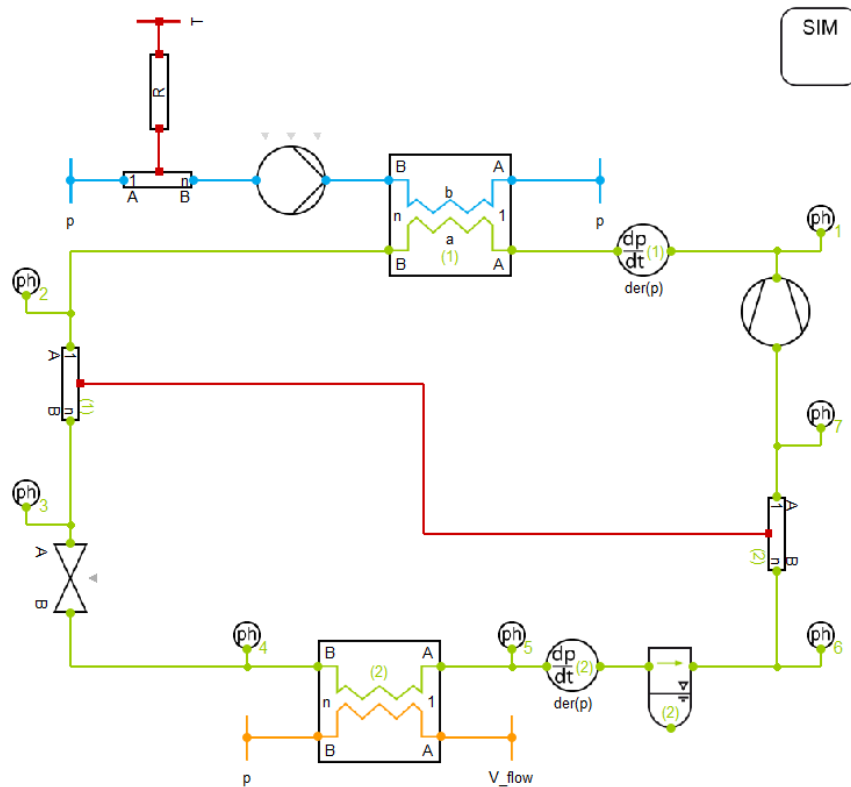 SIM
T
R
1 n
A B
p
B A
b
n 1
a
B (1) A
p
dp
dt (1)
der(p)
ph 1
ph 2
A
1
B n (1)
ph 7
ph 3
A
B
A
1
B n (2)
ph 4
B A
(2)
n 1
B A
ph 5
dp
dt (2)
der(p)
(2)
ph 6
p
V_flow